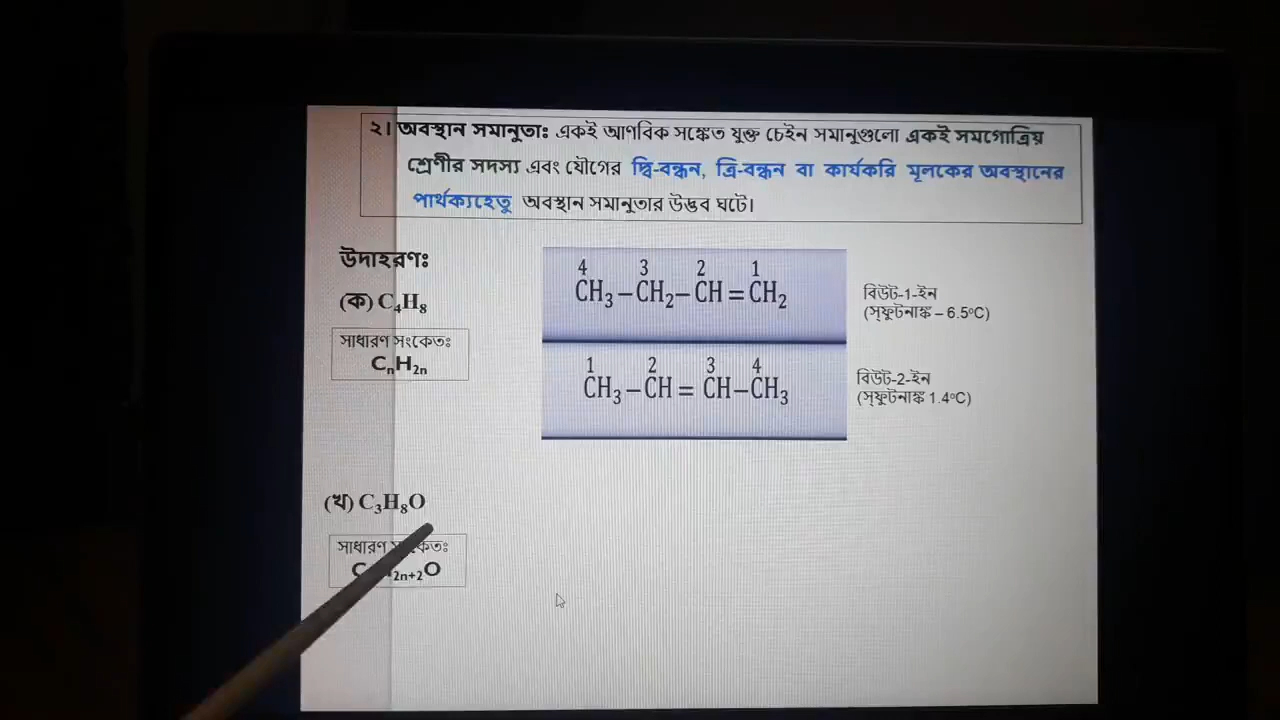 ২। অবস্থান সমানুতাঃ একই আণবিক সঙ্কেত যুক্ত চেইন সমানুগুলো একই সমগোত্রিয়
শ্রেণীর সদস্য এবং যৌগের দ্বি-বন্ধন, ত্রি-বন্ধন বা কার্যকরি মূলকের অবস্থানের
পার্থক্যহেতু অবস্থান সমানুতার উদ্ভব ঘটে।
উদাহরণঃ
(ক) C₄H₈
সাধারণ সংকেতঃ
CₙH₂ₙ
4 3 2 1
CH₃ – CH₂ – CH = CH₂
বিউট-1-ইন
(স্ফুটনাঙ্ক – 6.5°C)
1 2 3 4
CH₃ – CH = CH – CH₃
বিউট-2-ইন
(স্ফুটনাঙ্ক 1.4°C)
(খ) C₃H₈O
সাধারণ সংকেতঃ
C 2n+2O